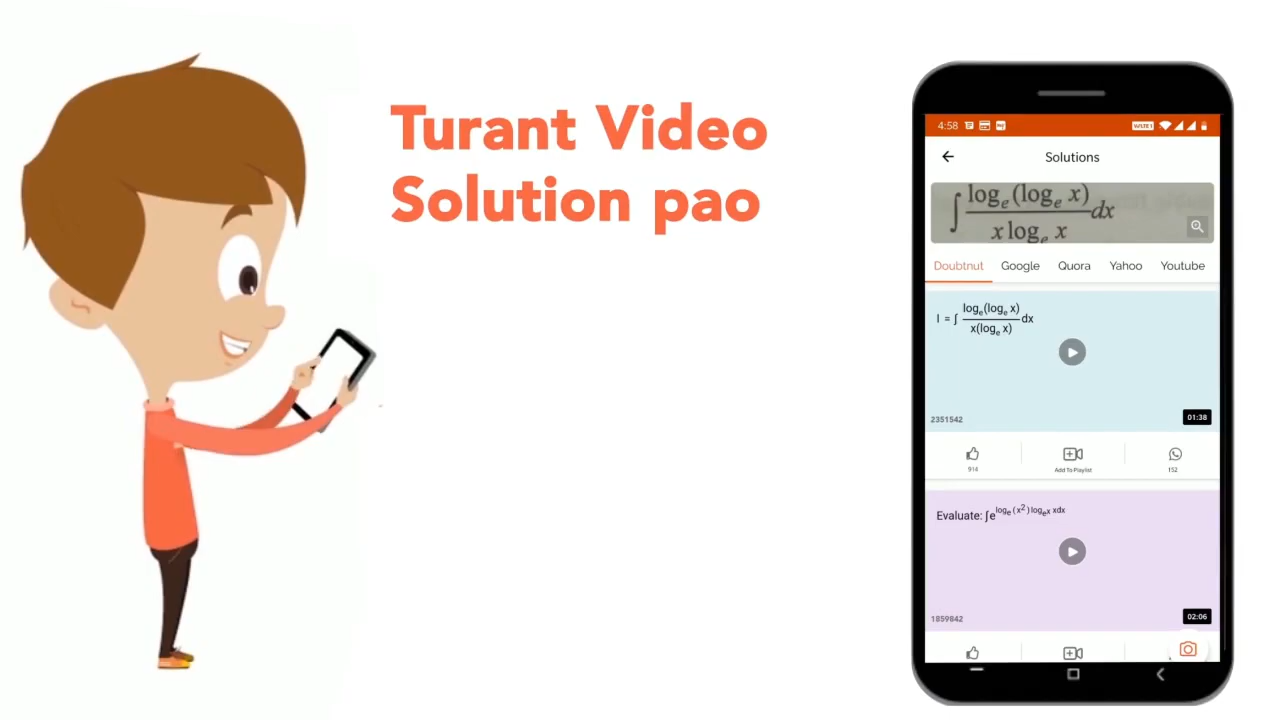 Turant Video
Solution pao
4:58
Solutions
∫ logₑ(logₑ x) / x logₑ x dx
Doubtnut Google Quora Yahoo Youtube
I = ∫ logₑ(logₑ x) / x(logₑ x) dx
2351542 01:38
914 Add To Playlist 152
Evaluate: ∫e^logₑ(x²)logₑx xdx
1859842 02:06